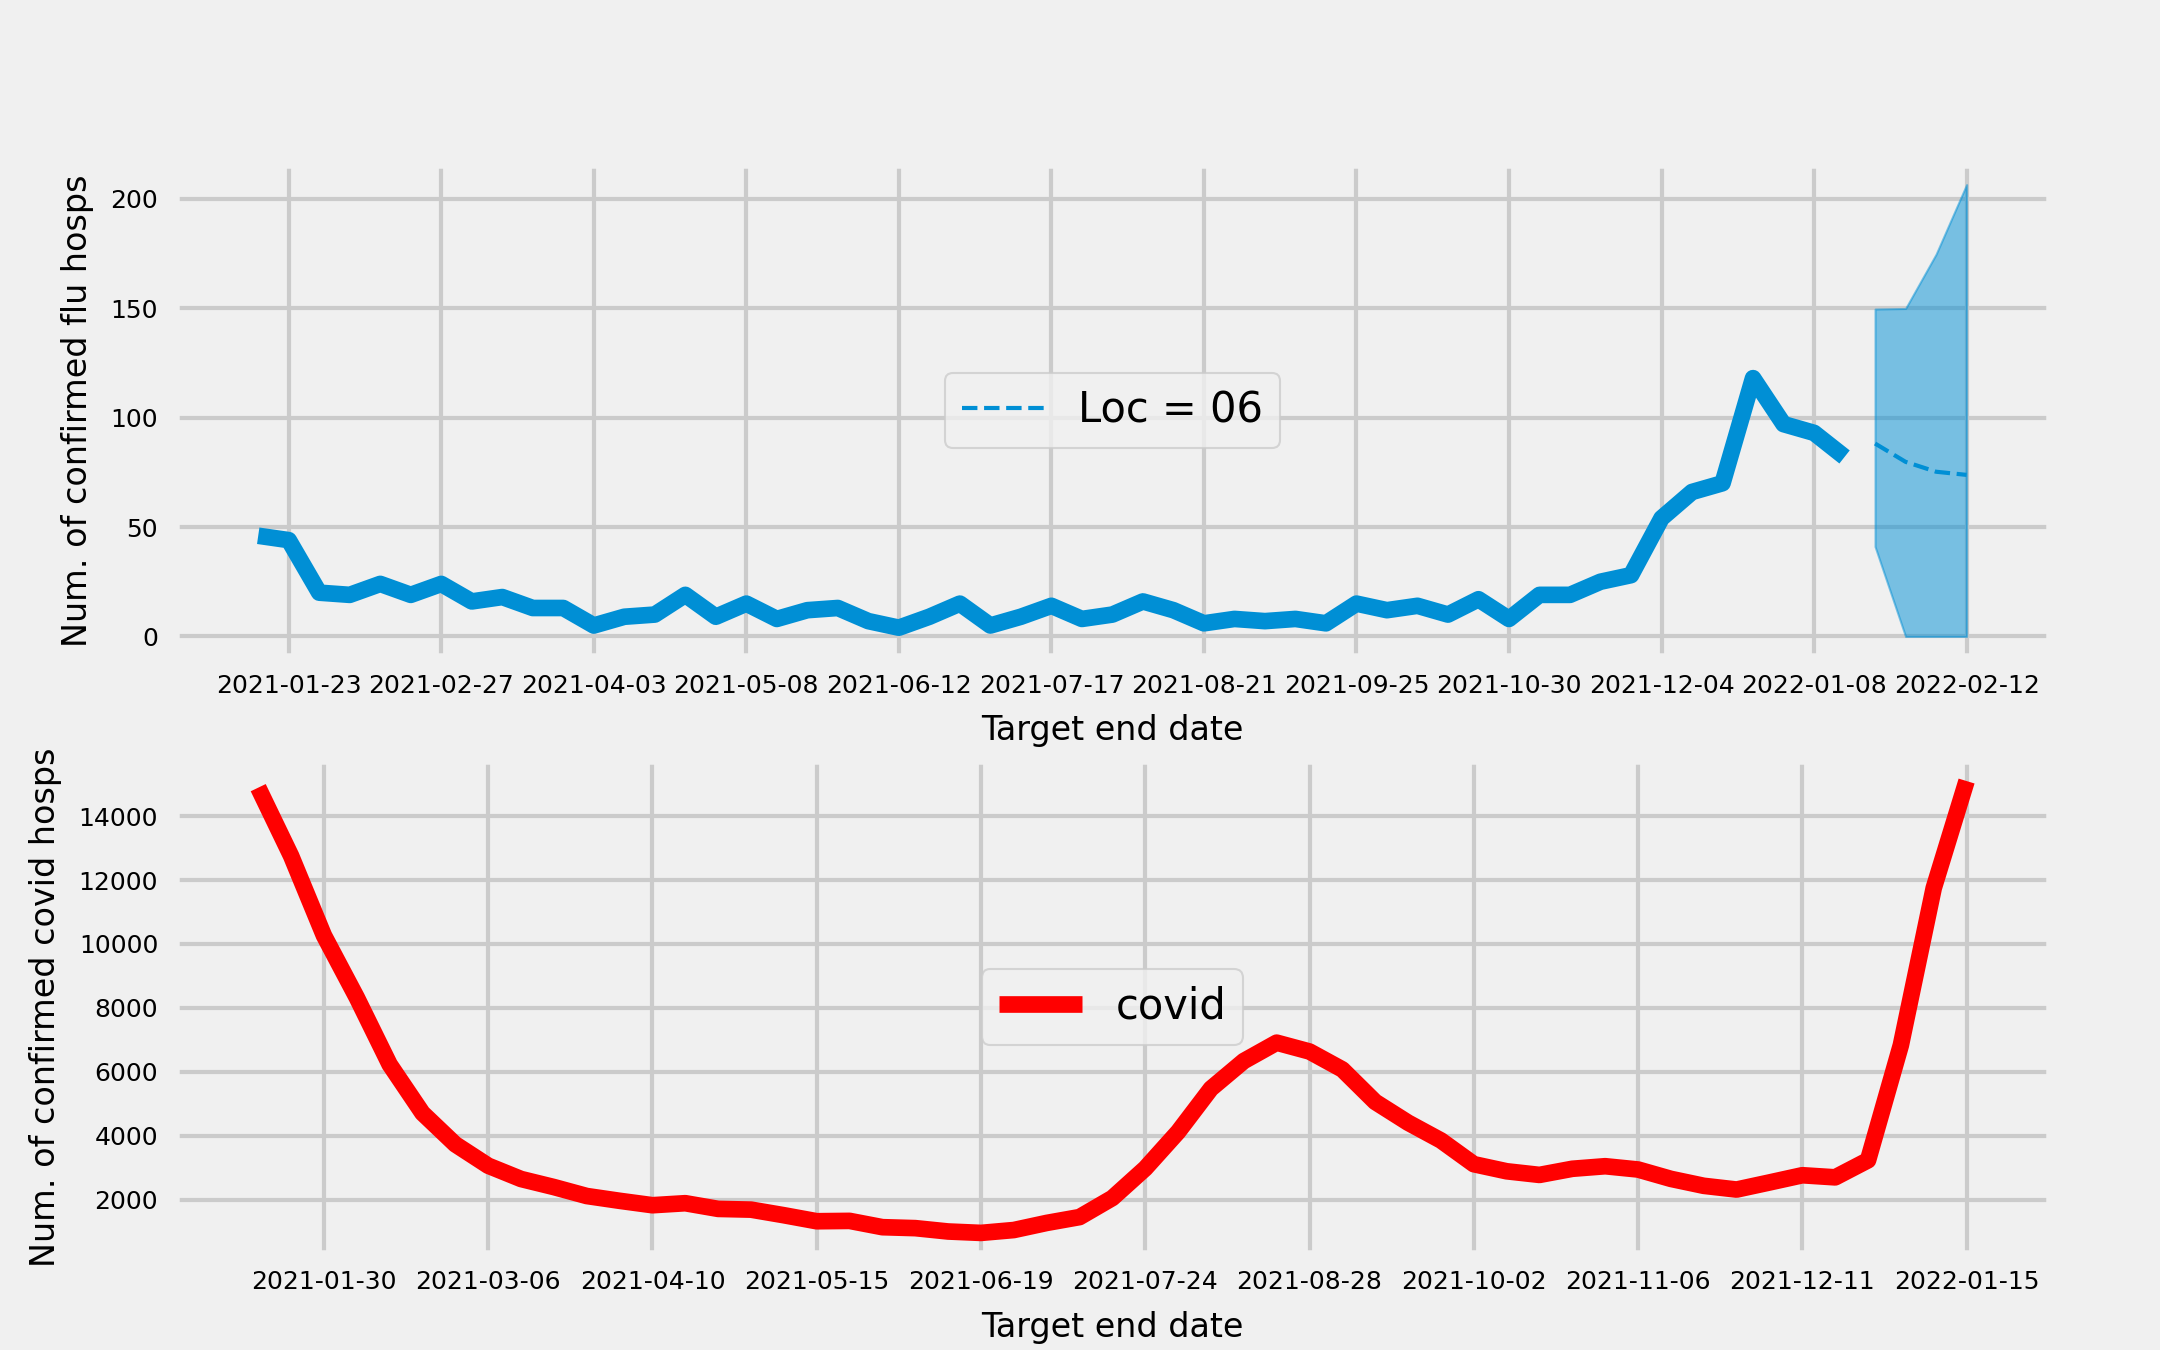 Num. of confirmed flu hosps
200
150
100
50
0
Loc = 06
2021-01-23 2021-02-27 2021-04-03 2021-05-08 2021-06-12 2021-07-17 2021-08-21 2021-09-25 2021-10-30 2021-12-04 2022-01-08 2022-02-12
Target end date
Num. of confirmed covid hosps
14000
12000
10000
8000
6000
4000
2000
covid
2021-01-30 2021-03-06 2021-04-10 2021-05-15 2021-06-19 2021-07-24 2021-08-28 2021-10-02 2021-11-06 2021-12-11 2022-01-15
Target end date